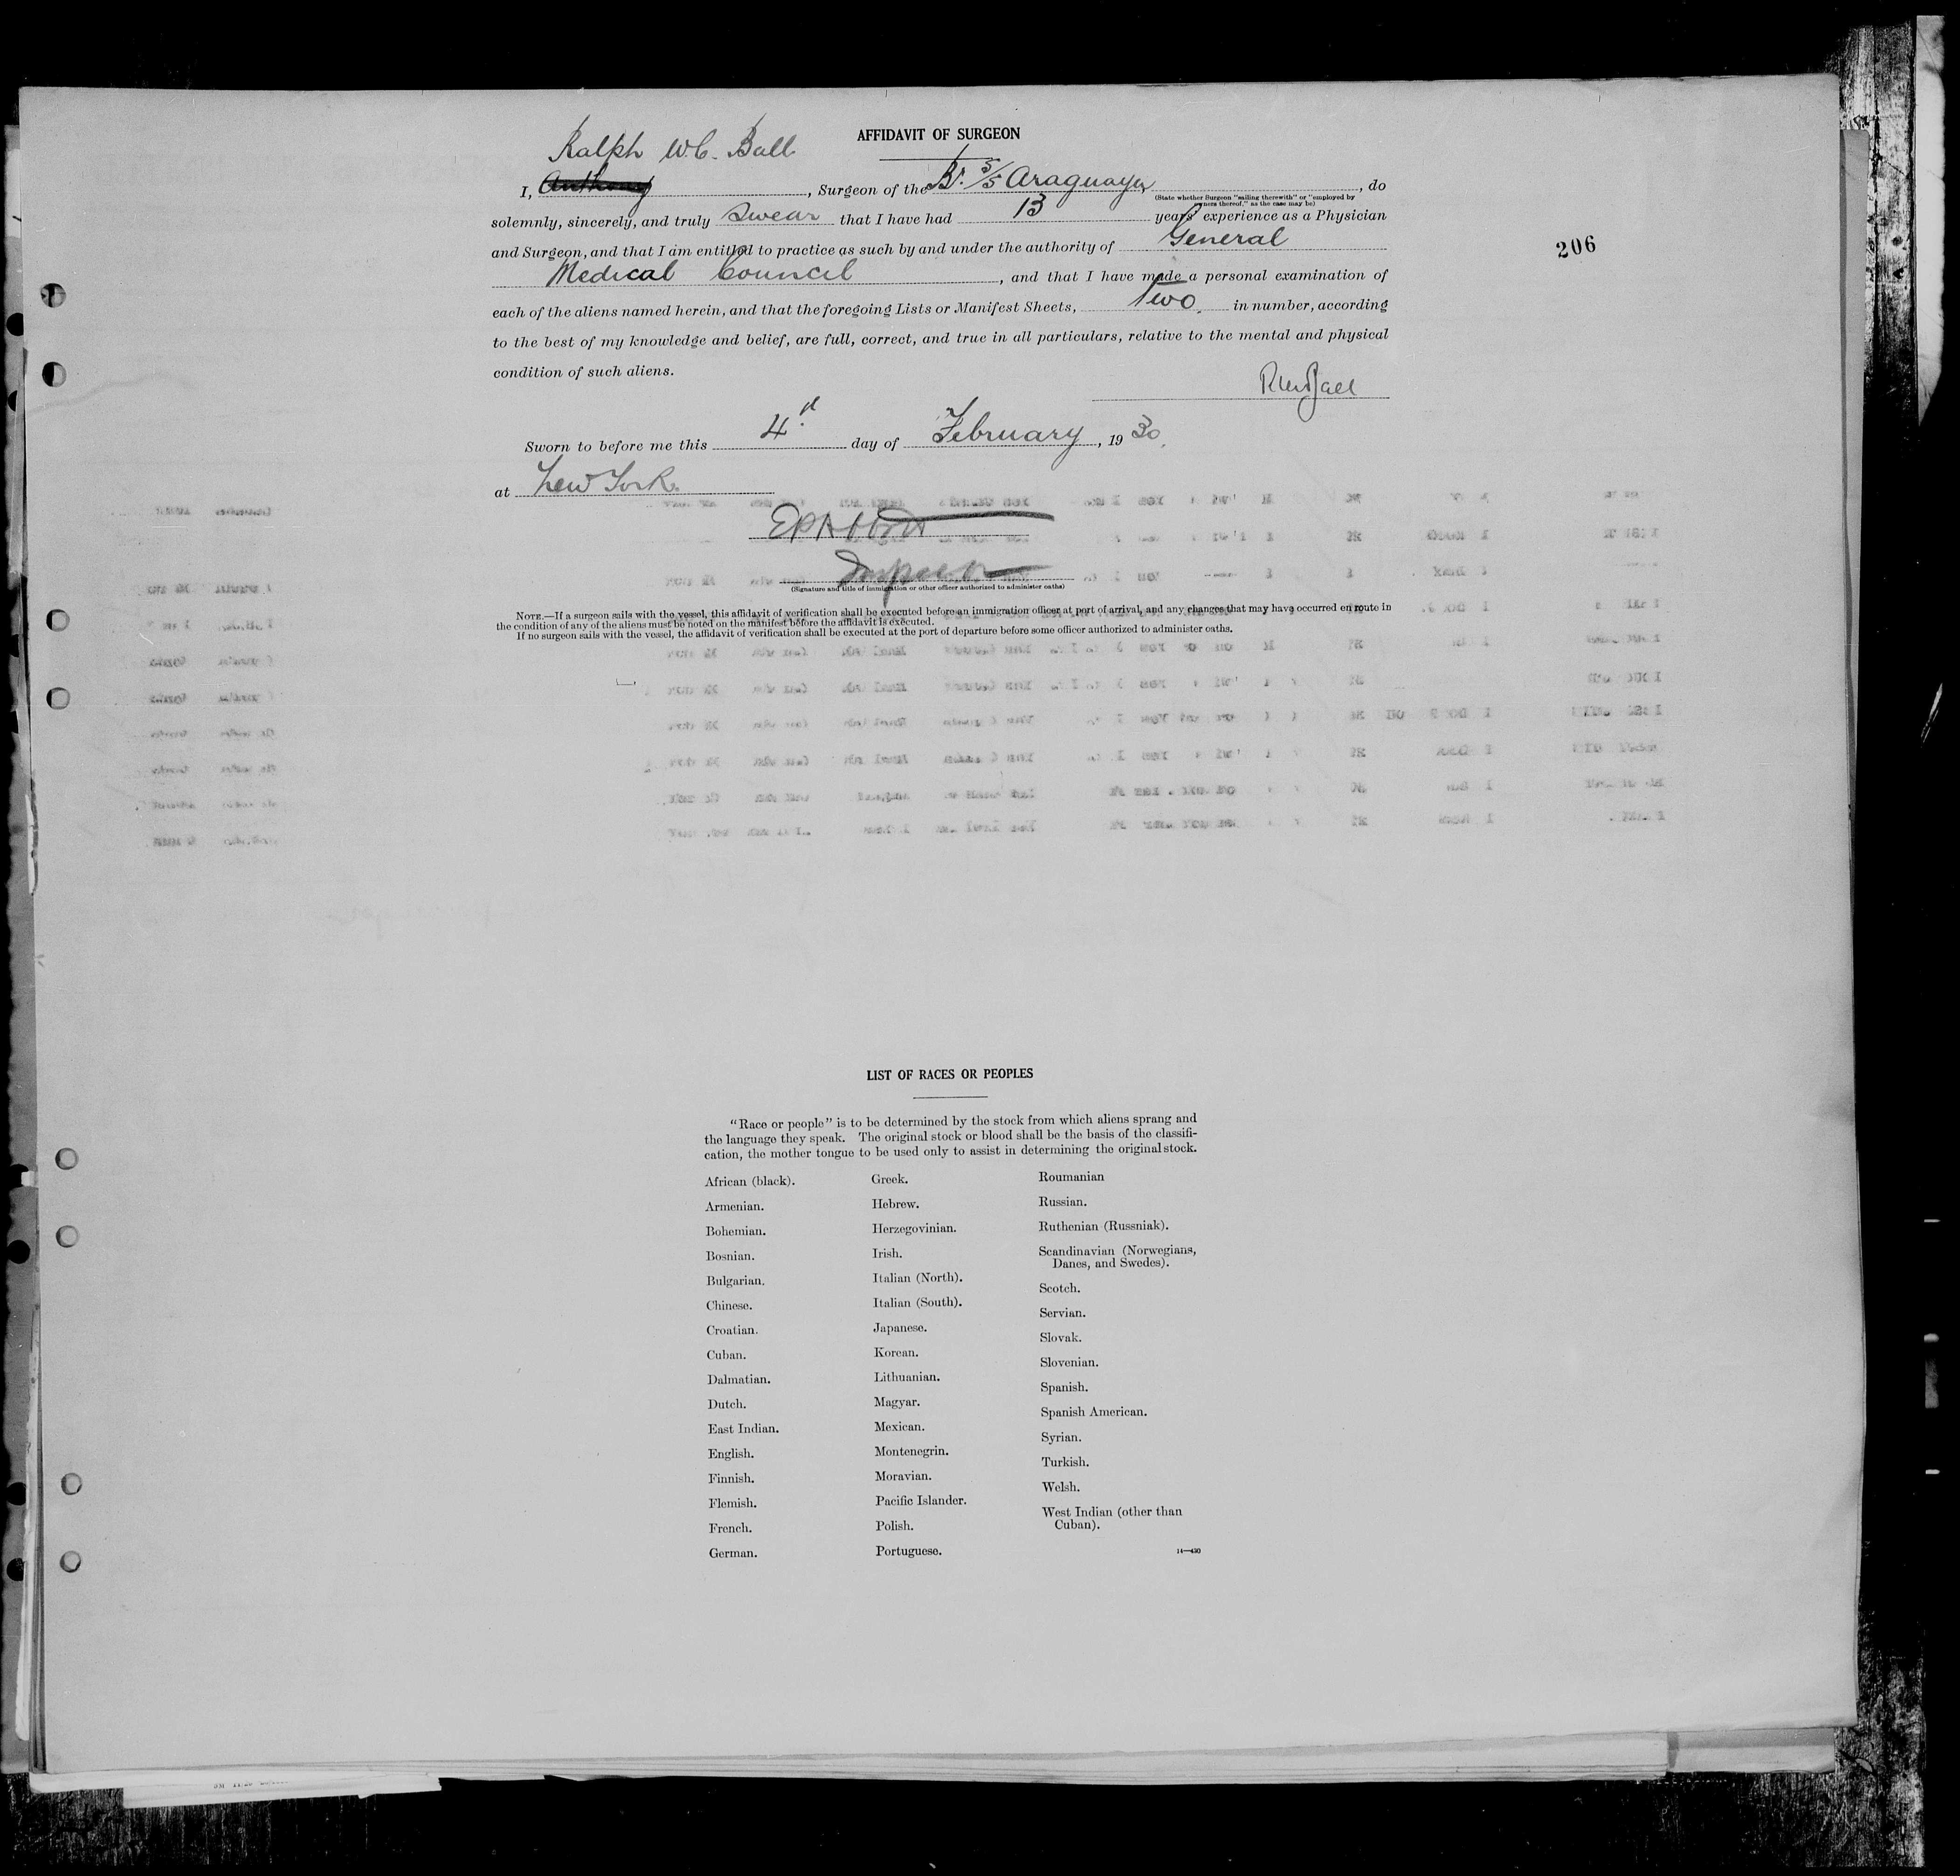 AFFIDAVIT OF SURGEON
Ralph W.C. Ball
I, Anthony, Surgeon of the Br. S/S Araguaya, do
(State whether Surgeon "sailing therewith" or "employed by
owners thereof," as the case may be)
solemnly, sincerely, and truly swear that I have had 13 years' experience as a Physician
and Surgeon, and that I am entitled to practice as such by and under the authority of General
206
Medical Council, and that I have made a personal examination of
each of the aliens named herein, and that the foregoing Lists or Manifest Sheets, Two, in number, according
to the best of my knowledge and belief, are full, correct, and true in all particulars, relative to the mental and physical
condition of such aliens.
Sworn to before me this 4 day of February, 19 30.
at New York.
Inspector
(Signature and title of immigration or other officer authorized to administer oaths)
NOTE.—If a surgeon sails with the vessel, this affidavit of verification shall be executed before an immigration officer at port of arrival, and any changes that may have occurred en route in
the condition of any of the aliens must be noted on the manifest before the affidavit is executed.
If no surgeon sails with the vessel, the affidavit of verification shall be executed at the port of departure before some officer authorized to administer oaths.
LIST OF RACES OR PEOPLES
"Race or people" is to be determined by the stock from which aliens sprang and
the language they speak. The original stock or blood shall be the basis of the classifi-
cation, the mother tongue to be used only to assist in determining the original stock.
African (black).
Armenian.
Bohemian.
Bosnian.
Bulgarian.
Chinese.
Croatian.
Cuban.
Dalmatian.
Dutch.
East Indian.
English.
Finnish.
Flemish.
French.
German.
Greek.
Hebrew.
Herzegovinian.
Irish.
Italian (North).
Italian (South).
Japanese.
Korean.
Lithuanian.
Magyar.
Mexican.
Montenegrin.
Moravian.
Pacific Islander.
Polish.
Portuguese.
Roumanian
Russian.
Ruthenian (Russniak).
Scandinavian (Norwegians,
Danes, and Swedes).
Scotch.
Servian.
Slovak.
Slovenian.
Spanish.
Spanish American.
Syrian.
Turkish.
Welsh.
West Indian (other than
Cuban).
14—430